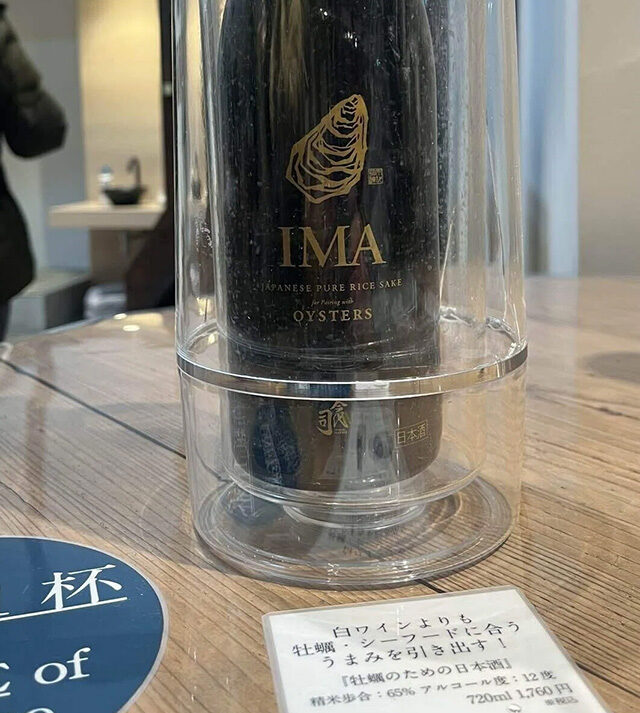 IMA
JAPANESE PURE RICE SAKE
for Pairing with
OYSTERS
日本酒
杯
of
白ワインよりも
牡蠣・シーフードに合う
うまみを引き出す!
『牡蠣のための日本酒』
精米歩合:65% アルコール度:12度
720ml 1,760円